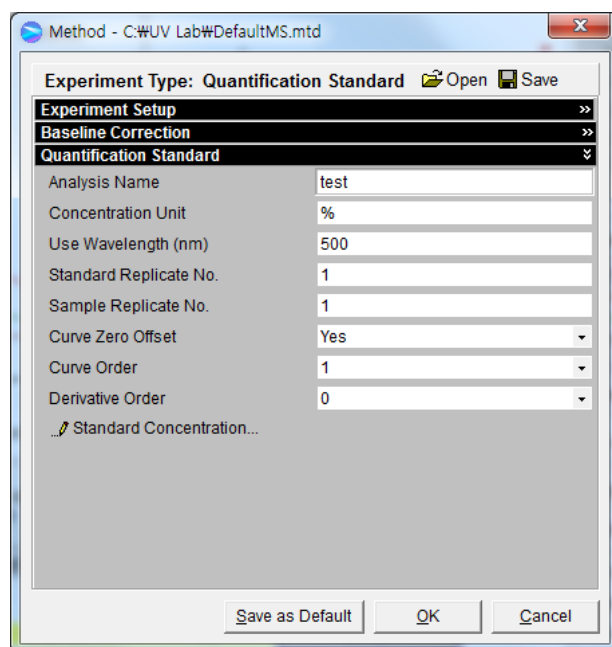 Method - C:₩UV Lab₩DefaultMS.mtd
Experiment Type: Quantification Standard Open Save
Experiment Setup »
Baseline Correction »
Quantification Standard
Analysis Name test
Concentration Unit %
Use Wavelength (nm) 500
Standard Replicate No. 1
Sample Replicate No. 1
Curve Zero Offset Yes
Curve Order 1
Derivative Order 0
Standard Concentration...
Save as Default OK Cancel